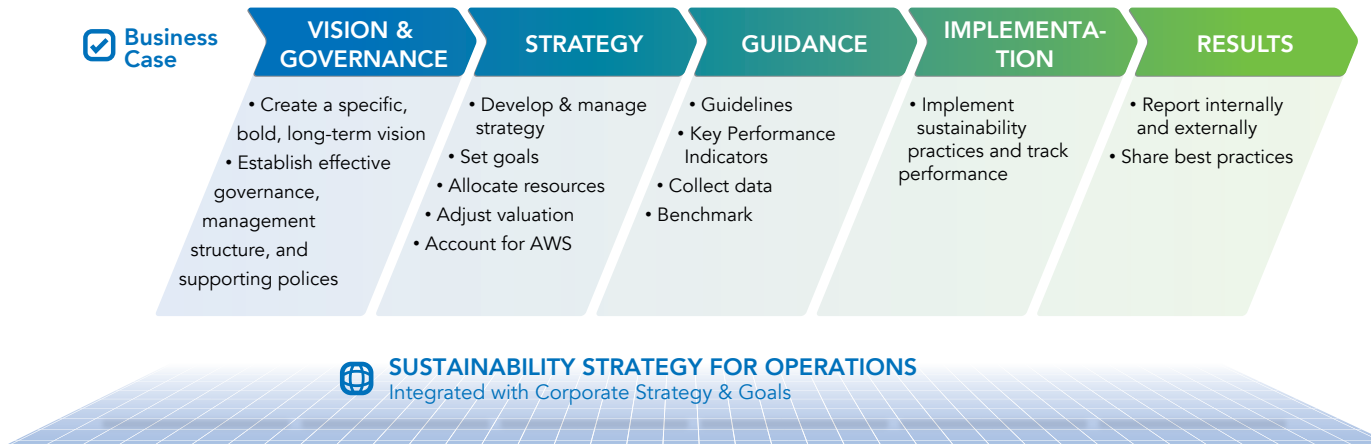 Business
Case
VISION &
GOVERNANCE
• Create a specific,
bold, long-term vision
• Establish effective
governance,
management
structure, and
supporting polices
STRATEGY
• Develop & manage
strategy
• Set goals
• Allocate resources
• Adjust valuation
• Account for AWS
GUIDANCE
• Guidelines
• Key Performance
Indicators
• Collect data
• Benchmark
IMPLEMENTA-
TION
• Implement
sustainability
practices and track
performance
RESULTS
• Report internally
and externally
• Share best practices
SUSTAINABILITY STRATEGY FOR OPERATIONS
Integrated with Corporate Strategy & Goals